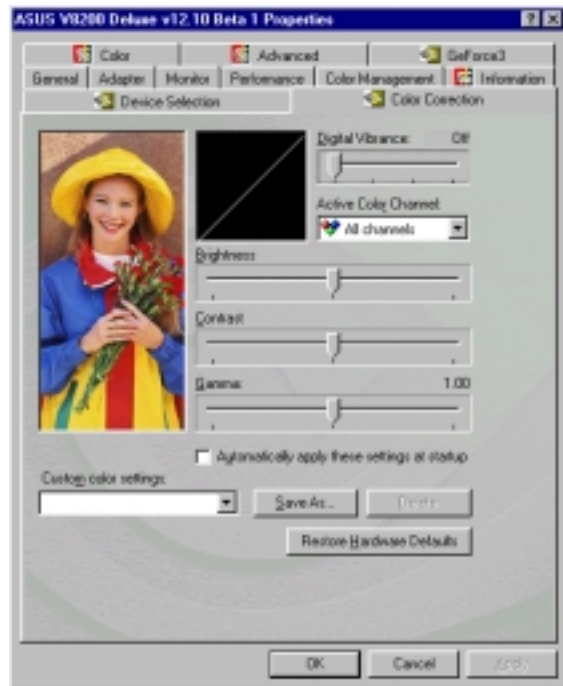 ASUS V8200 Deluxe v12.10 Beta 1 Properties
Color Advanced GeForce3
General Adapter Monitor Performance Color Management Information
Device Selection Color Correction
Digital Vibrance: Off
Active Color Channel:
All channels
Brightness
Contrast
Gamma: 1.00
Automatically apply these settings at startup
Custom color settings:
Save As... Delete
Restore Hardware Defaults
OK Cancel Apply